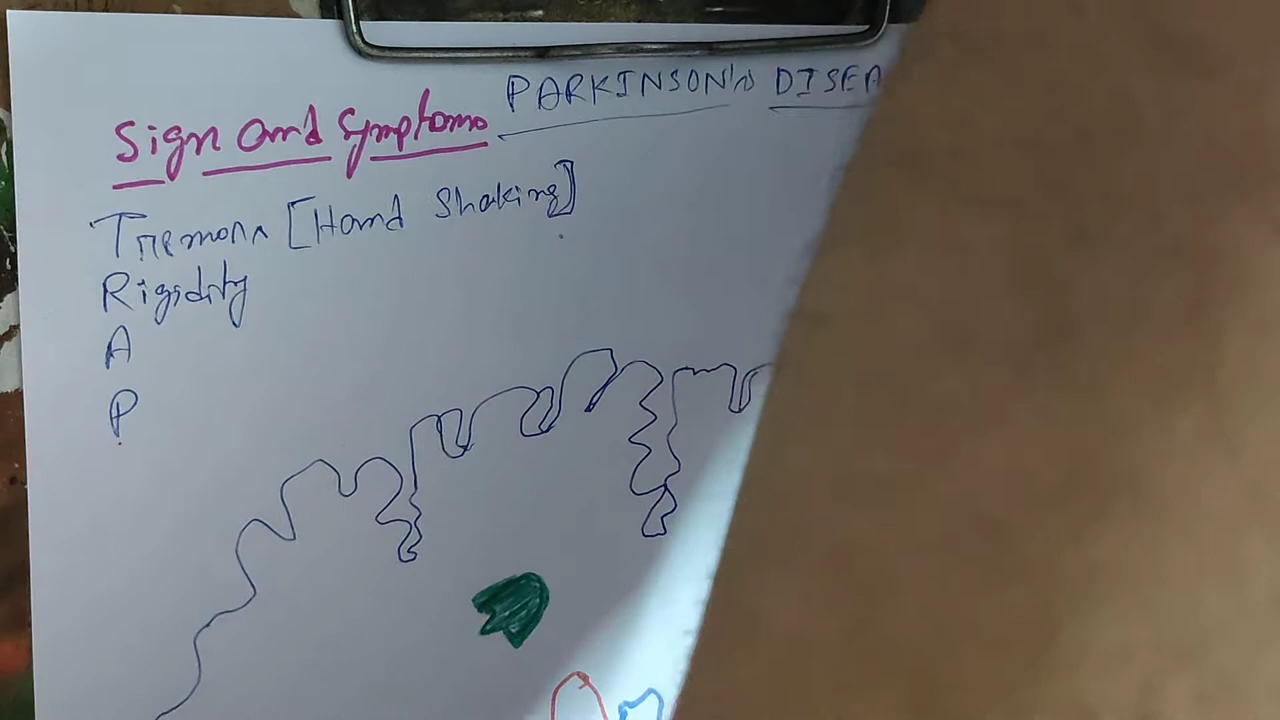 PARKINSON'S DISEA
Sign and Symptoms
Tremors [Hand Shaking]
Rigidity
A
P